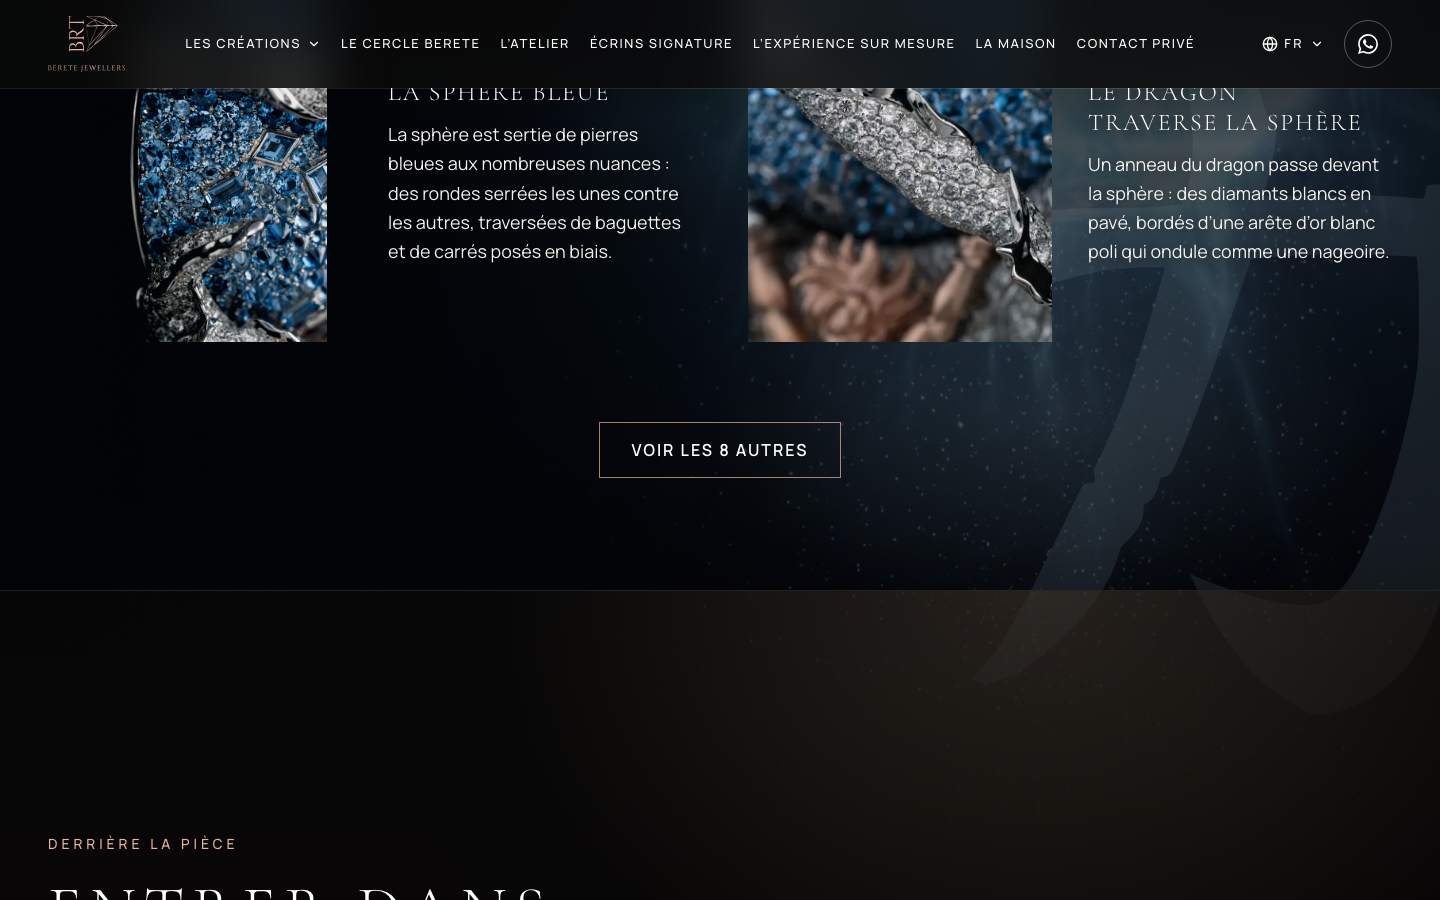 BRT
BERETE JEWELLERS
LES CRÉATIONS
LE CERCLE BERETE
L'ATELIER
ÉCRINS SIGNATURE
L'EXPÉRIENCE SUR MESURE
LA MAISON
CONTACT PRIVÉ
FR
LA SPHÈRE BLEUE
La sphère est sertie de pierres
bleues aux nombreuses nuances :
des rondes serrées les unes contre
les autres, traversées de baguettes
et de carrés posés en biais.
LE DRAGON
TRAVERSE LA SPHÈRE
Un anneau du dragon passe devant
la sphère : des diamants blancs en
pavé, bordés d’une arête d’or blanc
poli qui ondule comme une nageoire.
VOIR LES 8 AUTRES
DERRIÈRE LA PIÈCE
ENTRER DANS